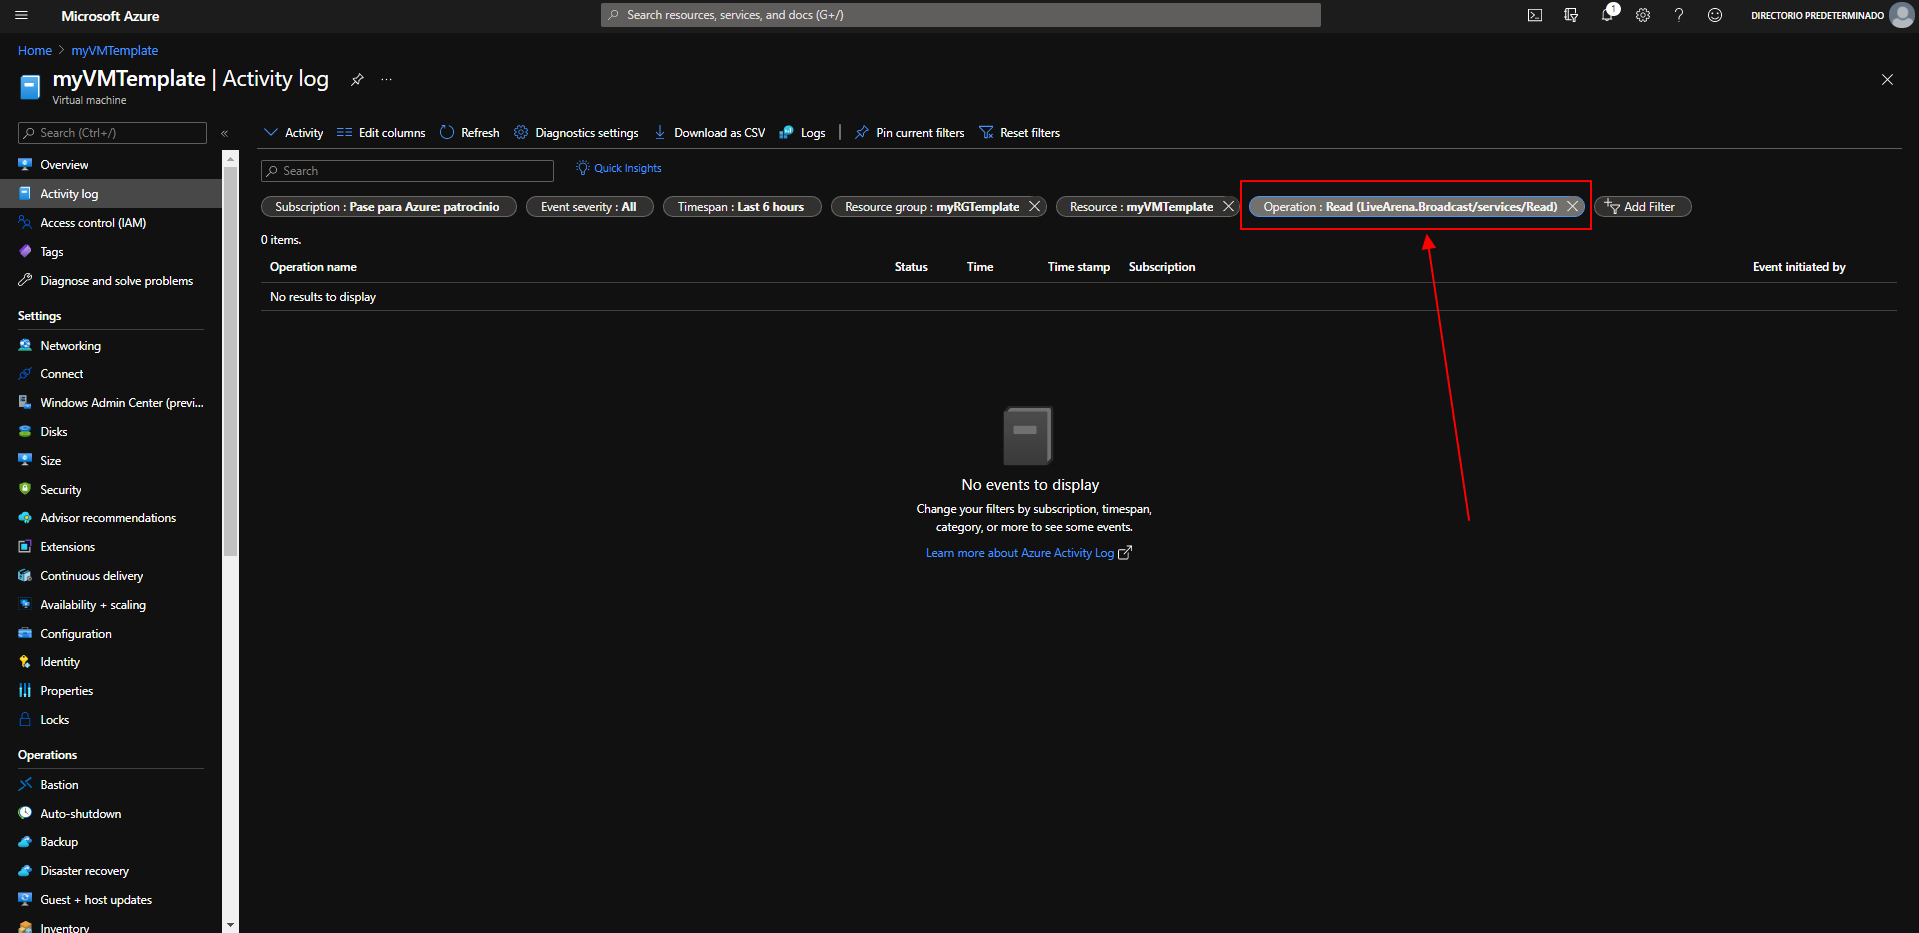 Microsoft Azure
Search resources, services, and docs (G+/)
1
DIRECTORIO PREDETERMINADO
Home > myVMTemplate
myVMTemplate | Activity log
Virtual machine
Search (Ctrl+/)
«
Overview
Activity log
Access control (IAM)
Tags
Diagnose and solve problems
Settings
Networking
Connect
Windows Admin Center (previ...
Disks
Size
Security
Advisor recommendations
Extensions
Continuous delivery
Availability + scaling
Configuration
Identity
Properties
Locks
Operations
Bastion
Auto-shutdown
Backup
Disaster recovery
Guest + host updates
Inventory
Activity Edit columns Refresh Diagnostics settings Download as CSV Logs | Pin current filters Reset filters
Search Quick Insights
Subscription : Pase para Azure: patrocinio Event severity : All Timespan : Last 6 hours Resource group : myRGTemplate Resource : myVMTemplate Operation : Read (LiveArena.Broadcast/services/Read) Add Filter
0 items.
Operation name Status Time Time stamp Subscription Event initiated by
No results to display
No events to display
Change your filters by subscription, timespan,
category, or more to see some events.
Learn more about Azure Activity Log